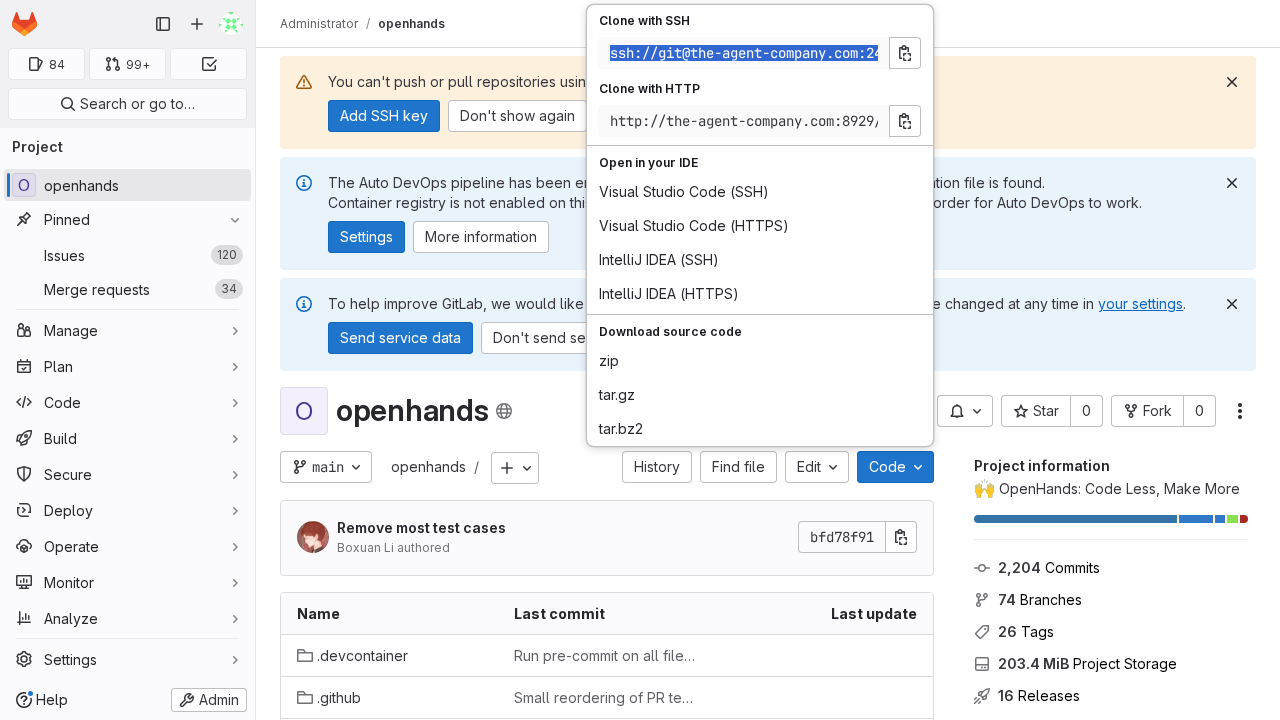 Administrator / openhands
84
99+
Search or go to…
Project
O openhands
Pinned
Issues 120
Merge requests 34
Manage
Plan
Code
Build
Secure
Deploy
Operate
Monitor
Analyze
Settings
Help
Admin
You can't push or pull repositories usin
Add SSH key
Don't show again
The Auto DevOps pipeline has been en
ation file is found.
Container registry is not enabled on thi
order for Auto DevOps to work.
Settings
More information
To help improve GitLab, we would like
e changed at any time in your settings.
Send service data
Don't send se
Clone with SSH
ssh://git@the-agent-company.com:24
Clone with HTTP
http://the-agent-company.com:8929/
Open in your IDE
Visual Studio Code (SSH)
Visual Studio Code (HTTPS)
IntelliJ IDEA (SSH)
IntelliJ IDEA (HTTPS)
Download source code
zip
tar.gz
tar.bz2
O openhands
Star 0
Fork 0
main
openhands /
History
Find file
Edit
Code
Remove most test cases
Boxuan Li authored
bfd78f91
Name Last commit Last update
.devcontainer Run pre-commit on all file…
.github Small reordering of PR te…
Project information
🙌 OpenHands: Code Less, Make More
2,204 Commits
74 Branches
26 Tags
203.4 MiB Project Storage
16 Releases